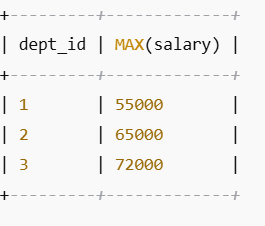 +---------+-------------+
| dept_id | MAX(salary) |
+---------+-------------+
| 1       | 55000       |
| 2       | 65000       |
| 3       | 72000       |
+---------+-------------+